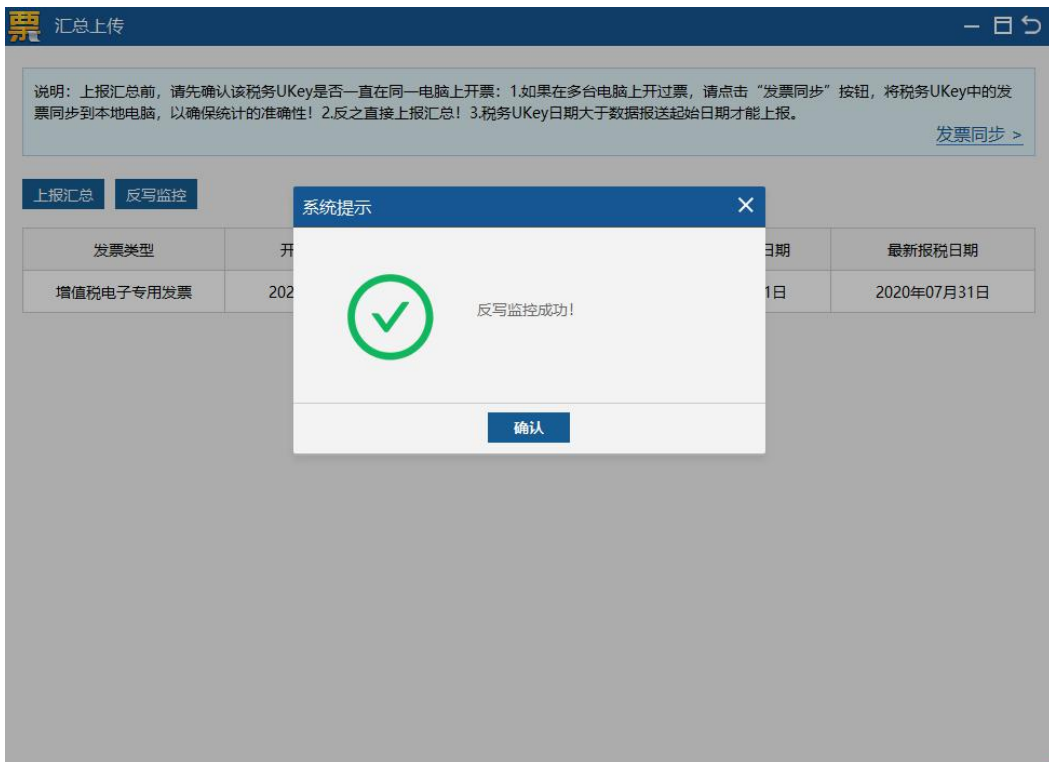 票 汇总上传
说明：上报汇总前，请先确认该税务UKey是否一直在同一电脑上开票：1.如果在多台电脑上开过票，请点击“发票同步”按钮，将税务UKey中的发
票同步到本地电脑，以确保统计的准确性！2.反之直接上报汇总！3.税务UKey日期大于数据报送起始日期才能上报。
发票同步 >
上报汇总 反写监控
系统提示
发票类型 开 日期 最新报税日期
增值税电子专用发票 202 1日 2020年07月31日
反写监控成功！
确认